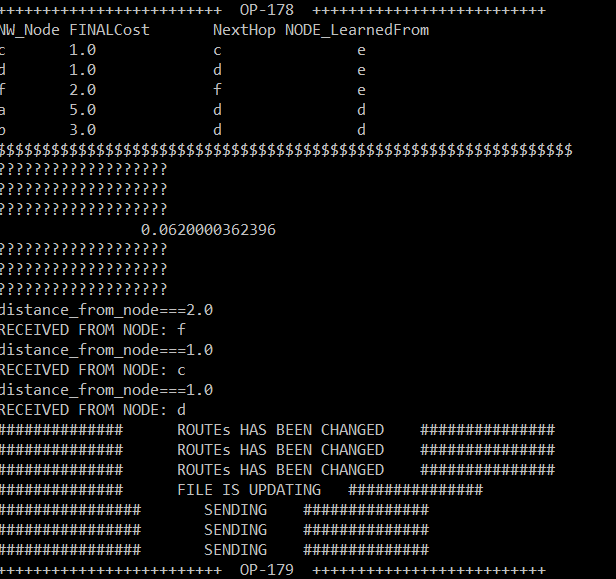 +++++++++++++++++++++++++  OP-178  ++++++++++++++++++++++++++
NW_Node FINALCost       NextHop NODE_LearnedFrom
c       1.0             c               e
d       1.0             d               e
f       2.0             f               e
a       5.0             d               d
b       3.0             d               d
$$$$$$$$$$$$$$$$$$$$$$$$$$$$$$$$$$$$$$$$$$$$$$$$$$$$$$$$$$$$$$$$
???????????????????
???????????????????
???????????????????
                0.0620000362396
???????????????????
???????????????????
???????????????????
distance_from_node===2.0
RECEIVED FROM NODE: f
distance_from_node===1.0
RECEIVED FROM NODE: c
distance_from_node===1.0
RECEIVED FROM NODE: d
##############      ROUTEs HAS BEEN CHANGED    ###############
##############      ROUTEs HAS BEEN CHANGED    ###############
##############      ROUTEs HAS BEEN CHANGED    ###############
##############      FILE IS UPDATING   ###############
################       SENDING    ##############
################       SENDING    ##############
################       SENDING    ##############
+++++++++++++++++++++++++  OP-179  ++++++++++++++++++++++++++